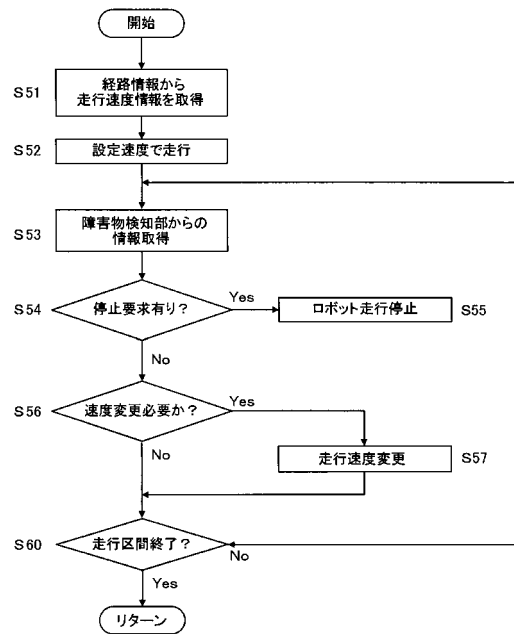 開始
S51
経路情報から
走行速度情報を取得
S52
設定速度で走行
S53
障害物検知部からの
情報取得
S54
停止要求有り?
Yes
ロボット走行停止
S55
No
S56
速度変更必要か?
Yes
No
走行速度変更
S57
S60
走行区間終了?
No
Yes
リターン